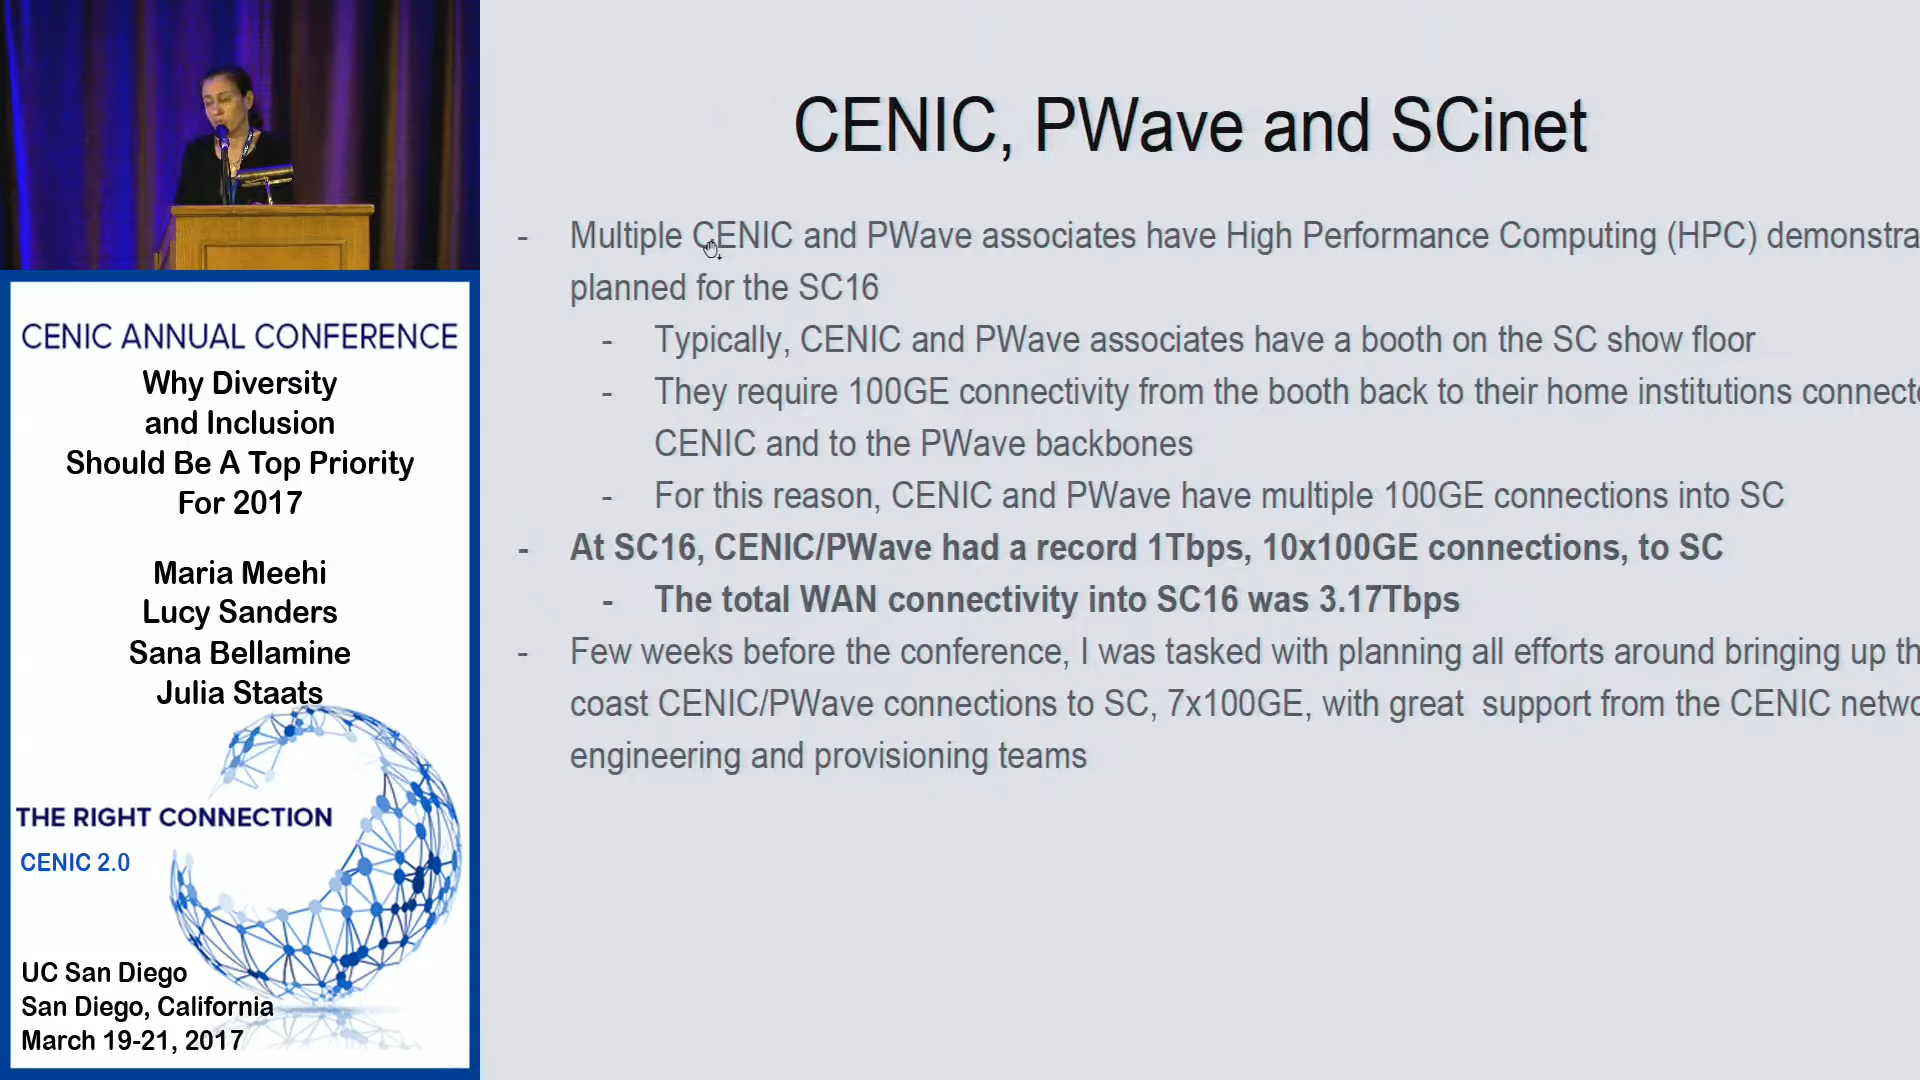 CENIC ANNUAL CONFERENCE
Why Diversity
and Inclusion
Should Be A Top Priority
For 2017
Maria Meehi
Lucy Sanders
Sana Bellamine
Julia Staats
THE RIGHT CONNECTION
CENIC 2.0
UC San Diego
San Diego, California
March 19-21, 2017
CENIC, PWave and SCinet
- Multiple CENIC and PWave associates have High Performance Computing (HPC) demonstra
planned for the SC16
- Typically, CENIC and PWave associates have a booth on the SC show floor
- They require 100GE connectivity from the booth back to their home institutions connecte
CENIC and to the PWave backbones
- For this reason, CENIC and PWave have multiple 100GE connections into SC
- At SC16, CENIC/PWave had a record 1Tbps, 10x100GE connections, to SC
- The total WAN connectivity into SC16 was 3.17Tbps
- Few weeks before the conference, I was tasked with planning all efforts around bringing up th
coast CENIC/PWave connections to SC, 7x100GE, with great support from the CENIC netwo
engineering and provisioning teams